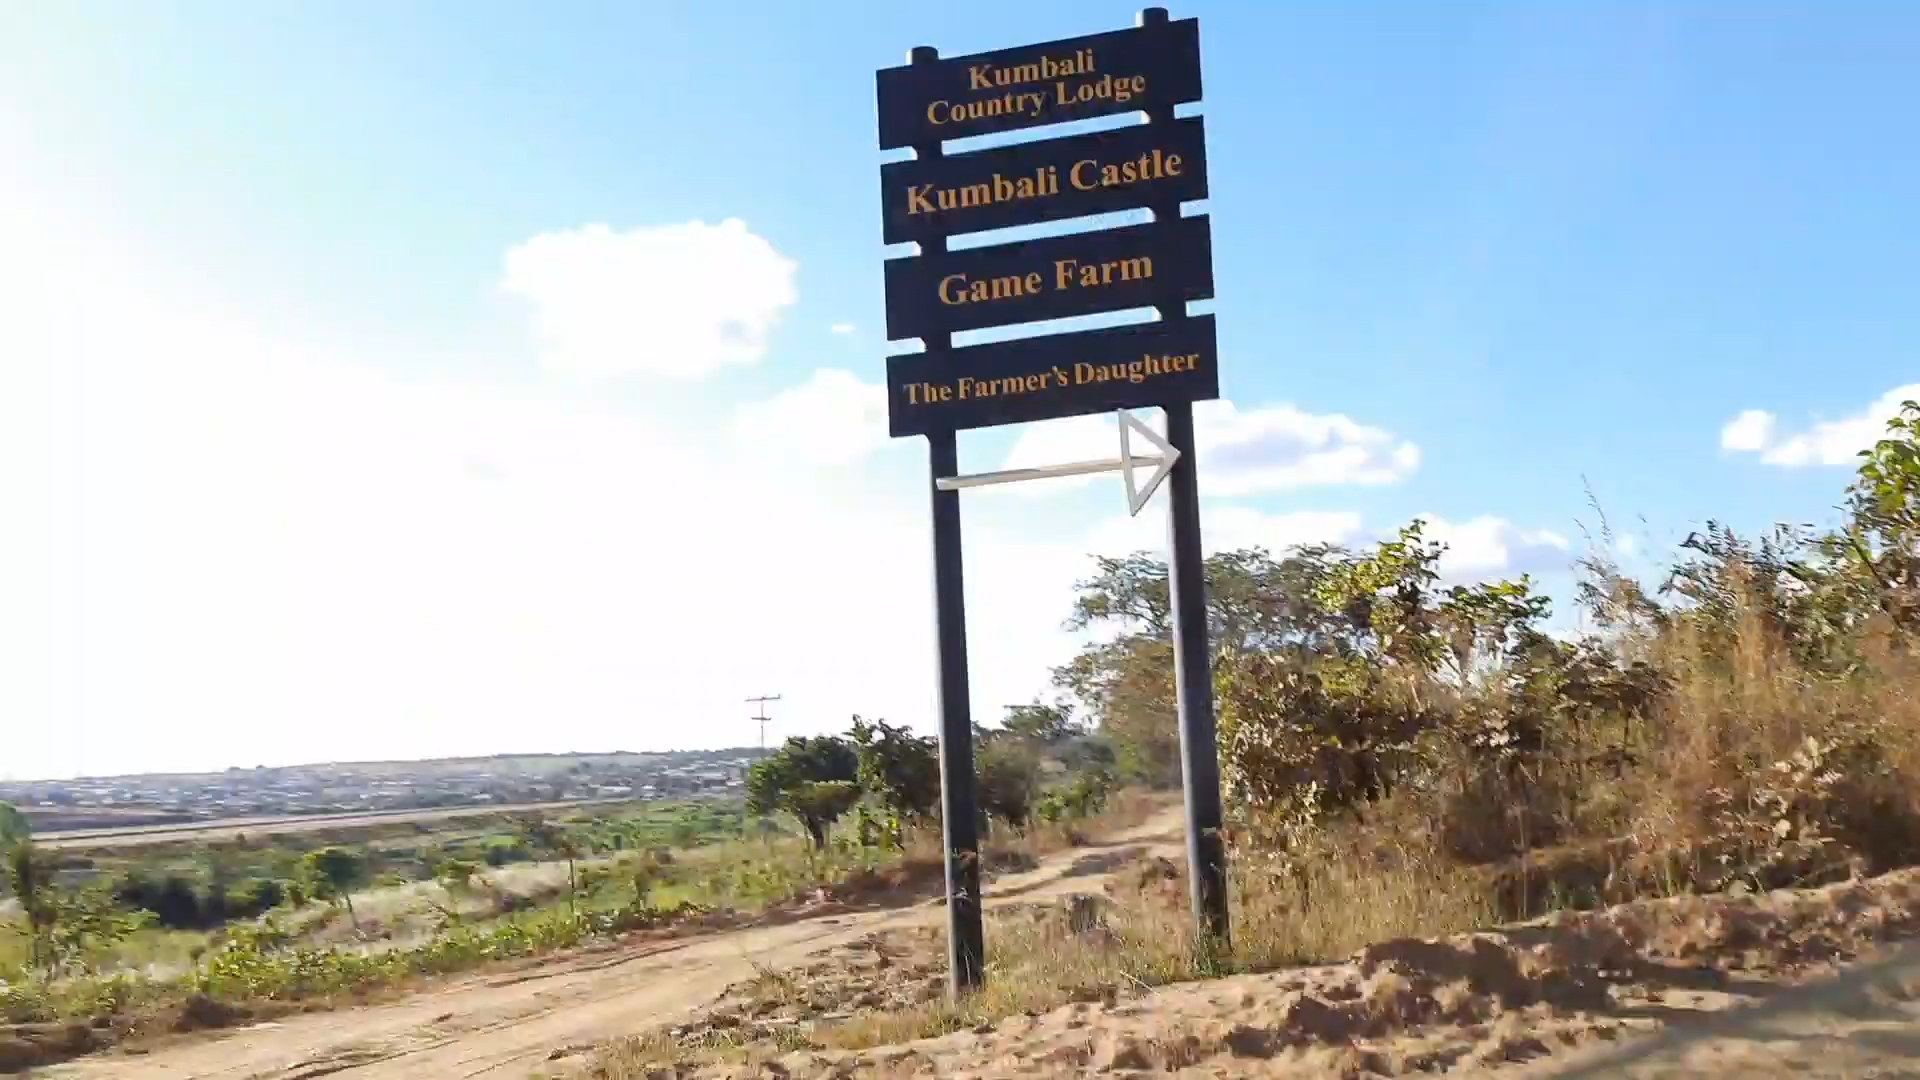 Kumbali
Country Lodge
Kumbali Castle
Game Farm
The Farmer's Daughter